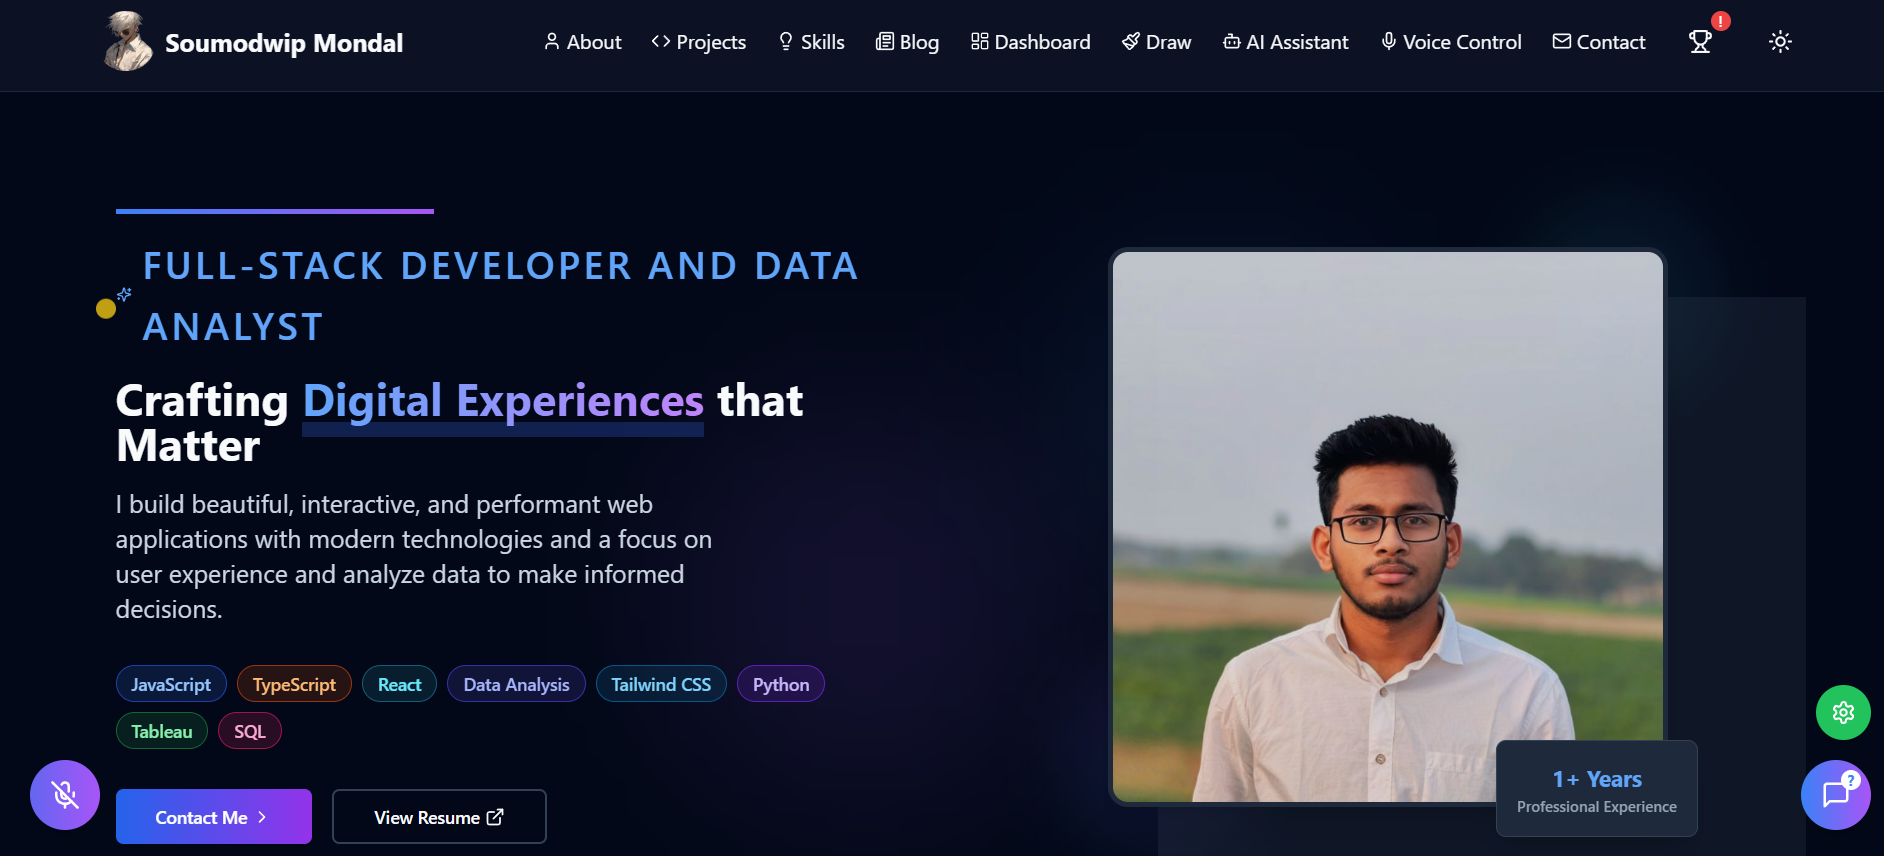 Soumodwip Mondal
About
Projects
Skills
Blog
Dashboard
Draw
AI Assistant
Voice Control
Contact
!
FULL-STACK DEVELOPER AND DATA
ANALYST
Crafting Digital Experiences that
Matter
I build beautiful, interactive, and performant web
applications with modern technologies and a focus on
user experience and analyze data to make informed
decisions.
JavaScript
TypeScript
React
Data Analysis
Tailwind CSS
Python
Tableau
SQL
Contact Me
View Resume
1+ Years
Professional Experience
?